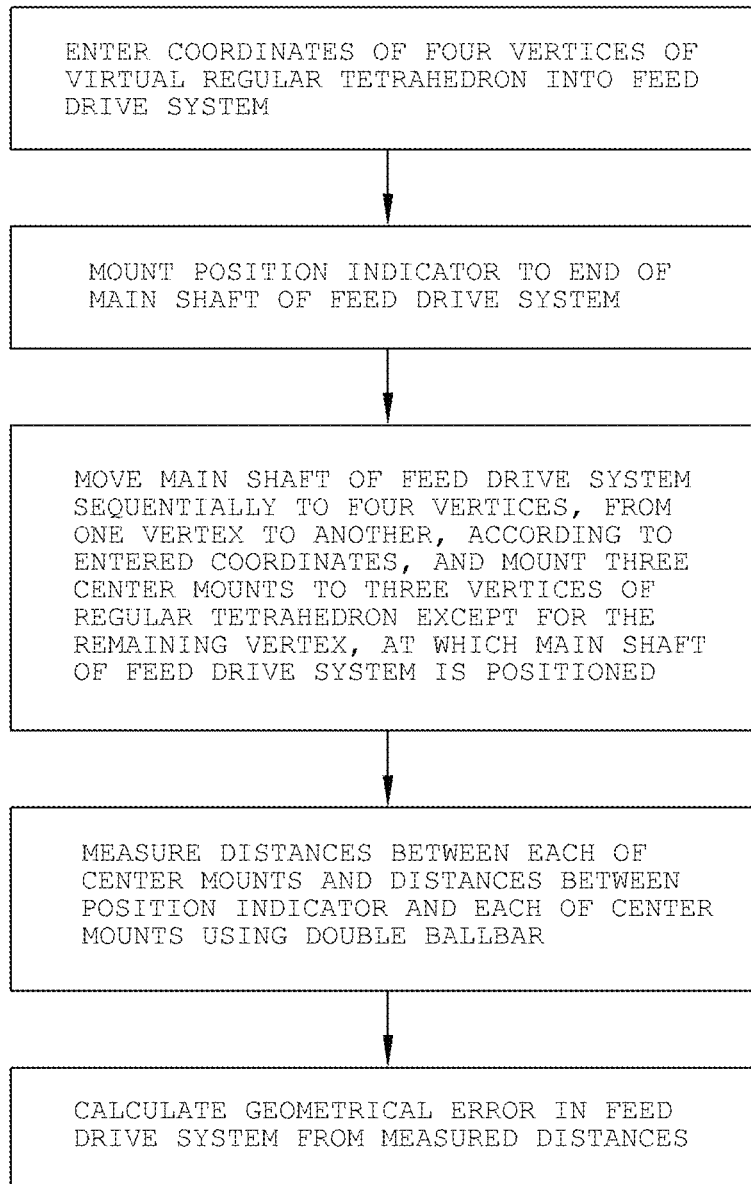 ENTER COORDINATES OF FOUR VERTICES OF
VIRTUAL REGULAR TETRAHEDRON INTO FEED
DRIVE SYSTEM
MOUNT POSITION INDICATOR TO END OF
MAIN SHAFT OF FEED DRIVE SYSTEM
MOVE MAIN SHAFT OF FEED DRIVE SYSTEM
SEQUENTIALLY TO FOUR VERTICES, FROM
ONE VERTEX TO ANOTHER, ACCORDING TO
ENTERED COORDINATES, AND MOUNT THREE
CENTER MOUNTS TO THREE VERTICES OF
REGULAR TETRAHEDRON EXCEPT FOR THE
REMAINING VERTEX, AT WHICH MAIN SHAFT
OF FEED DRIVE SYSTEM IS POSITIONED
MEASURE DISTANCES BETWEEN EACH OF
CENTER MOUNTS AND DISTANCES BETWEEN
POSITION INDICATOR AND EACH OF CENTER
MOUNTS USING DOUBLE BALLBAR
CALCULATE GEOMETRICAL ERROR IN FEED
DRIVE SYSTEM FROM MEASURED DISTANCES